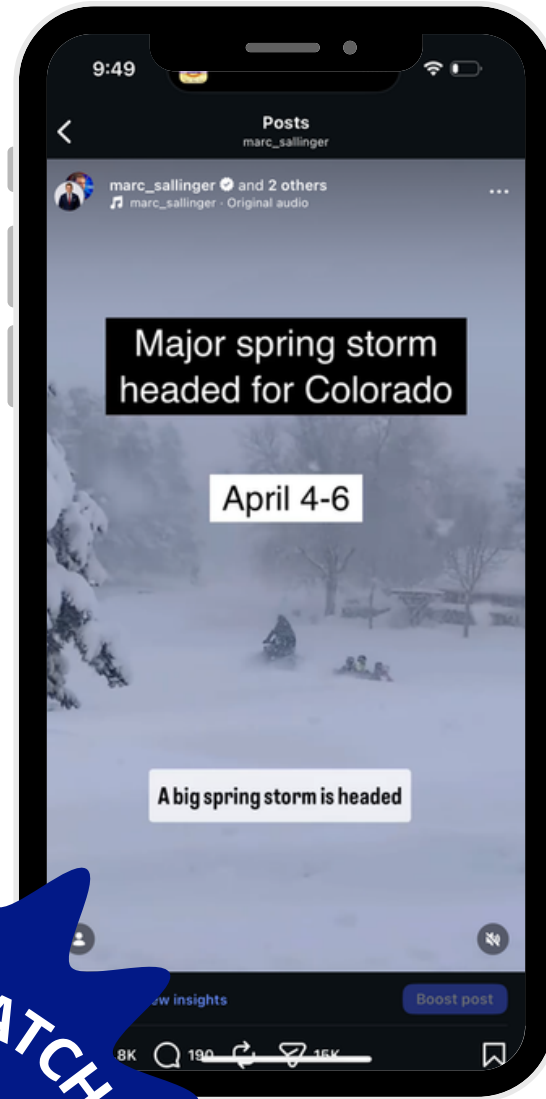 9:49
Posts
marc_sallinger
marc_sallinger and 2 others
marc_sallinger · Original audio
Major spring storm
headed for Colorado
April 4-6
A big spring storm is headed
ew insights
Boost post
8K 190 15K
ATCH